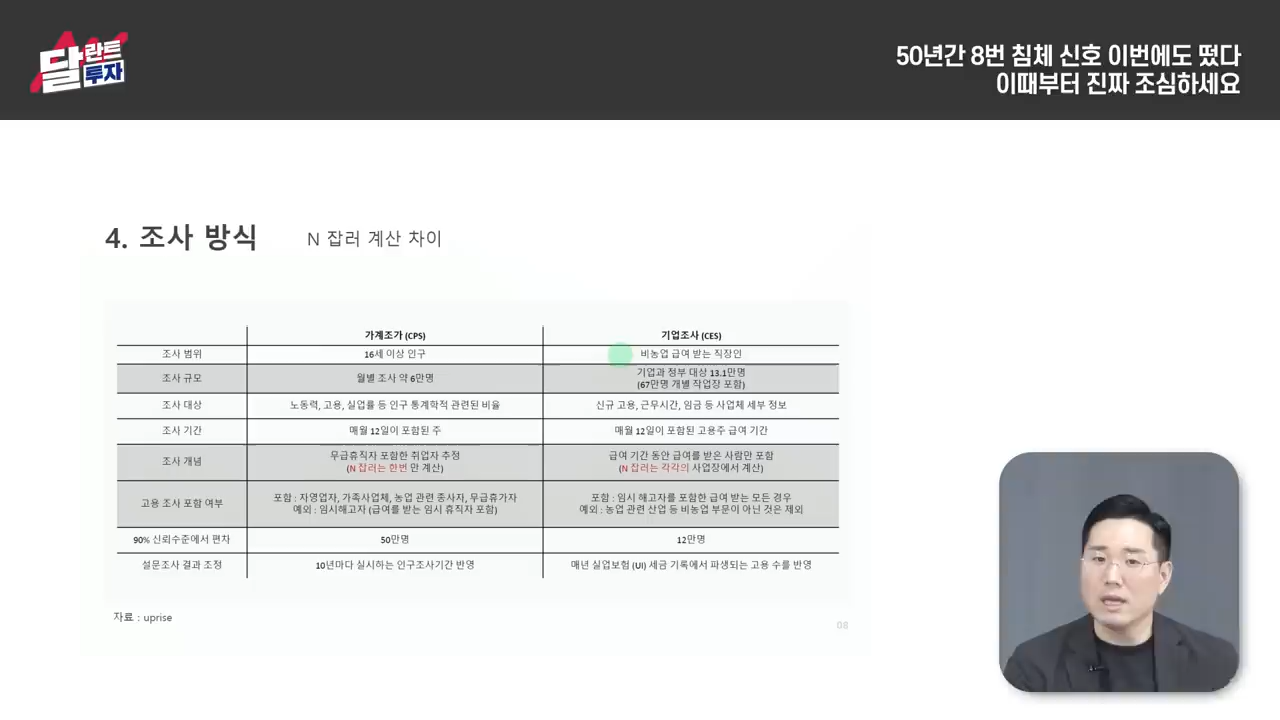 달란트투자
50년간 8번 침체 신호 이번에도 떴다
이때부터 진짜 조심하세요
4. 조사 방식 N 잡러 계산 차이
가계조가 (CPS) 기업조사 (CES)
조사 범위 16세 이상 인구 비농업 급여 받는 직장인
조사 규모 월별 조사 약 6만명 기업과 정부 대상 13.1만명
(67만명 개별 작업장 포함)
조사 대상 노동력, 고용, 실업률 등 인구 통계학적 관련된 비율 신규 고용, 근무시간, 임금 등 사업체 세부 정보
조사 기간 매월 12일이 포함된 주 매월 12일이 포함된 고용주 급여 기간
조사 개념 무급휴직자 포함한 취업자 추정 급여 기간 동안 급여를 받은 사람만 포함
(N 잡러는 한번 만 계산) (N 잡러는 각각의 사업장에서 계산)
고용 조사 포함 여부 포함 : 자영업자, 가족사업체, 농업 관련 종사자, 무급휴가자 포함 : 임시 해고자를 포함한 급여 받는 모든 경우
예외 : 임시해고자 (급여를 받는 임시 휴직자 포함) 예외 : 농업 관련 산업 등 비농업 부문이 아닌 것은 제외
90% 신뢰수준에서 편차 50만명 12만명
설문조사 결과 조정 10년마다 실시하는 인구조사기간 반영 매년 실업보험 (UI) 세금 기록에서 파생되는 고용 수를 반영
자료 : uprise
08